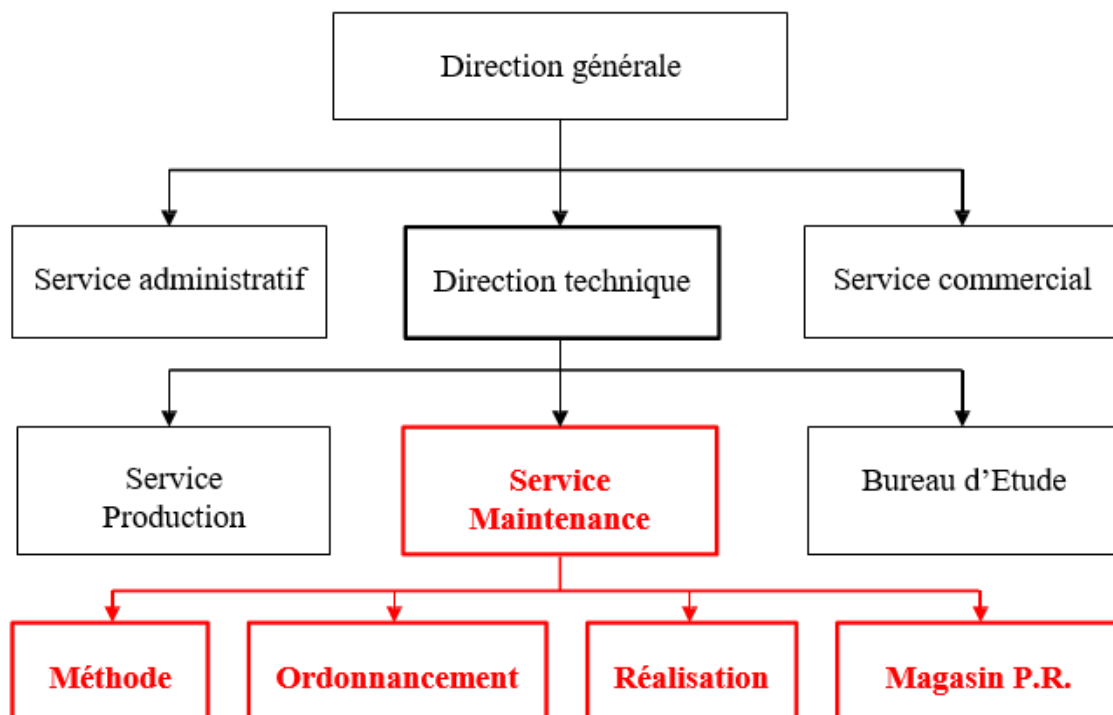 Direction générale
Service administratif
Direction technique
Service commercial
Service
Production
Service
Maintenance
Bureau d’Etude
Méthode
Ordonnancement
Réalisation
Magasin P.R.